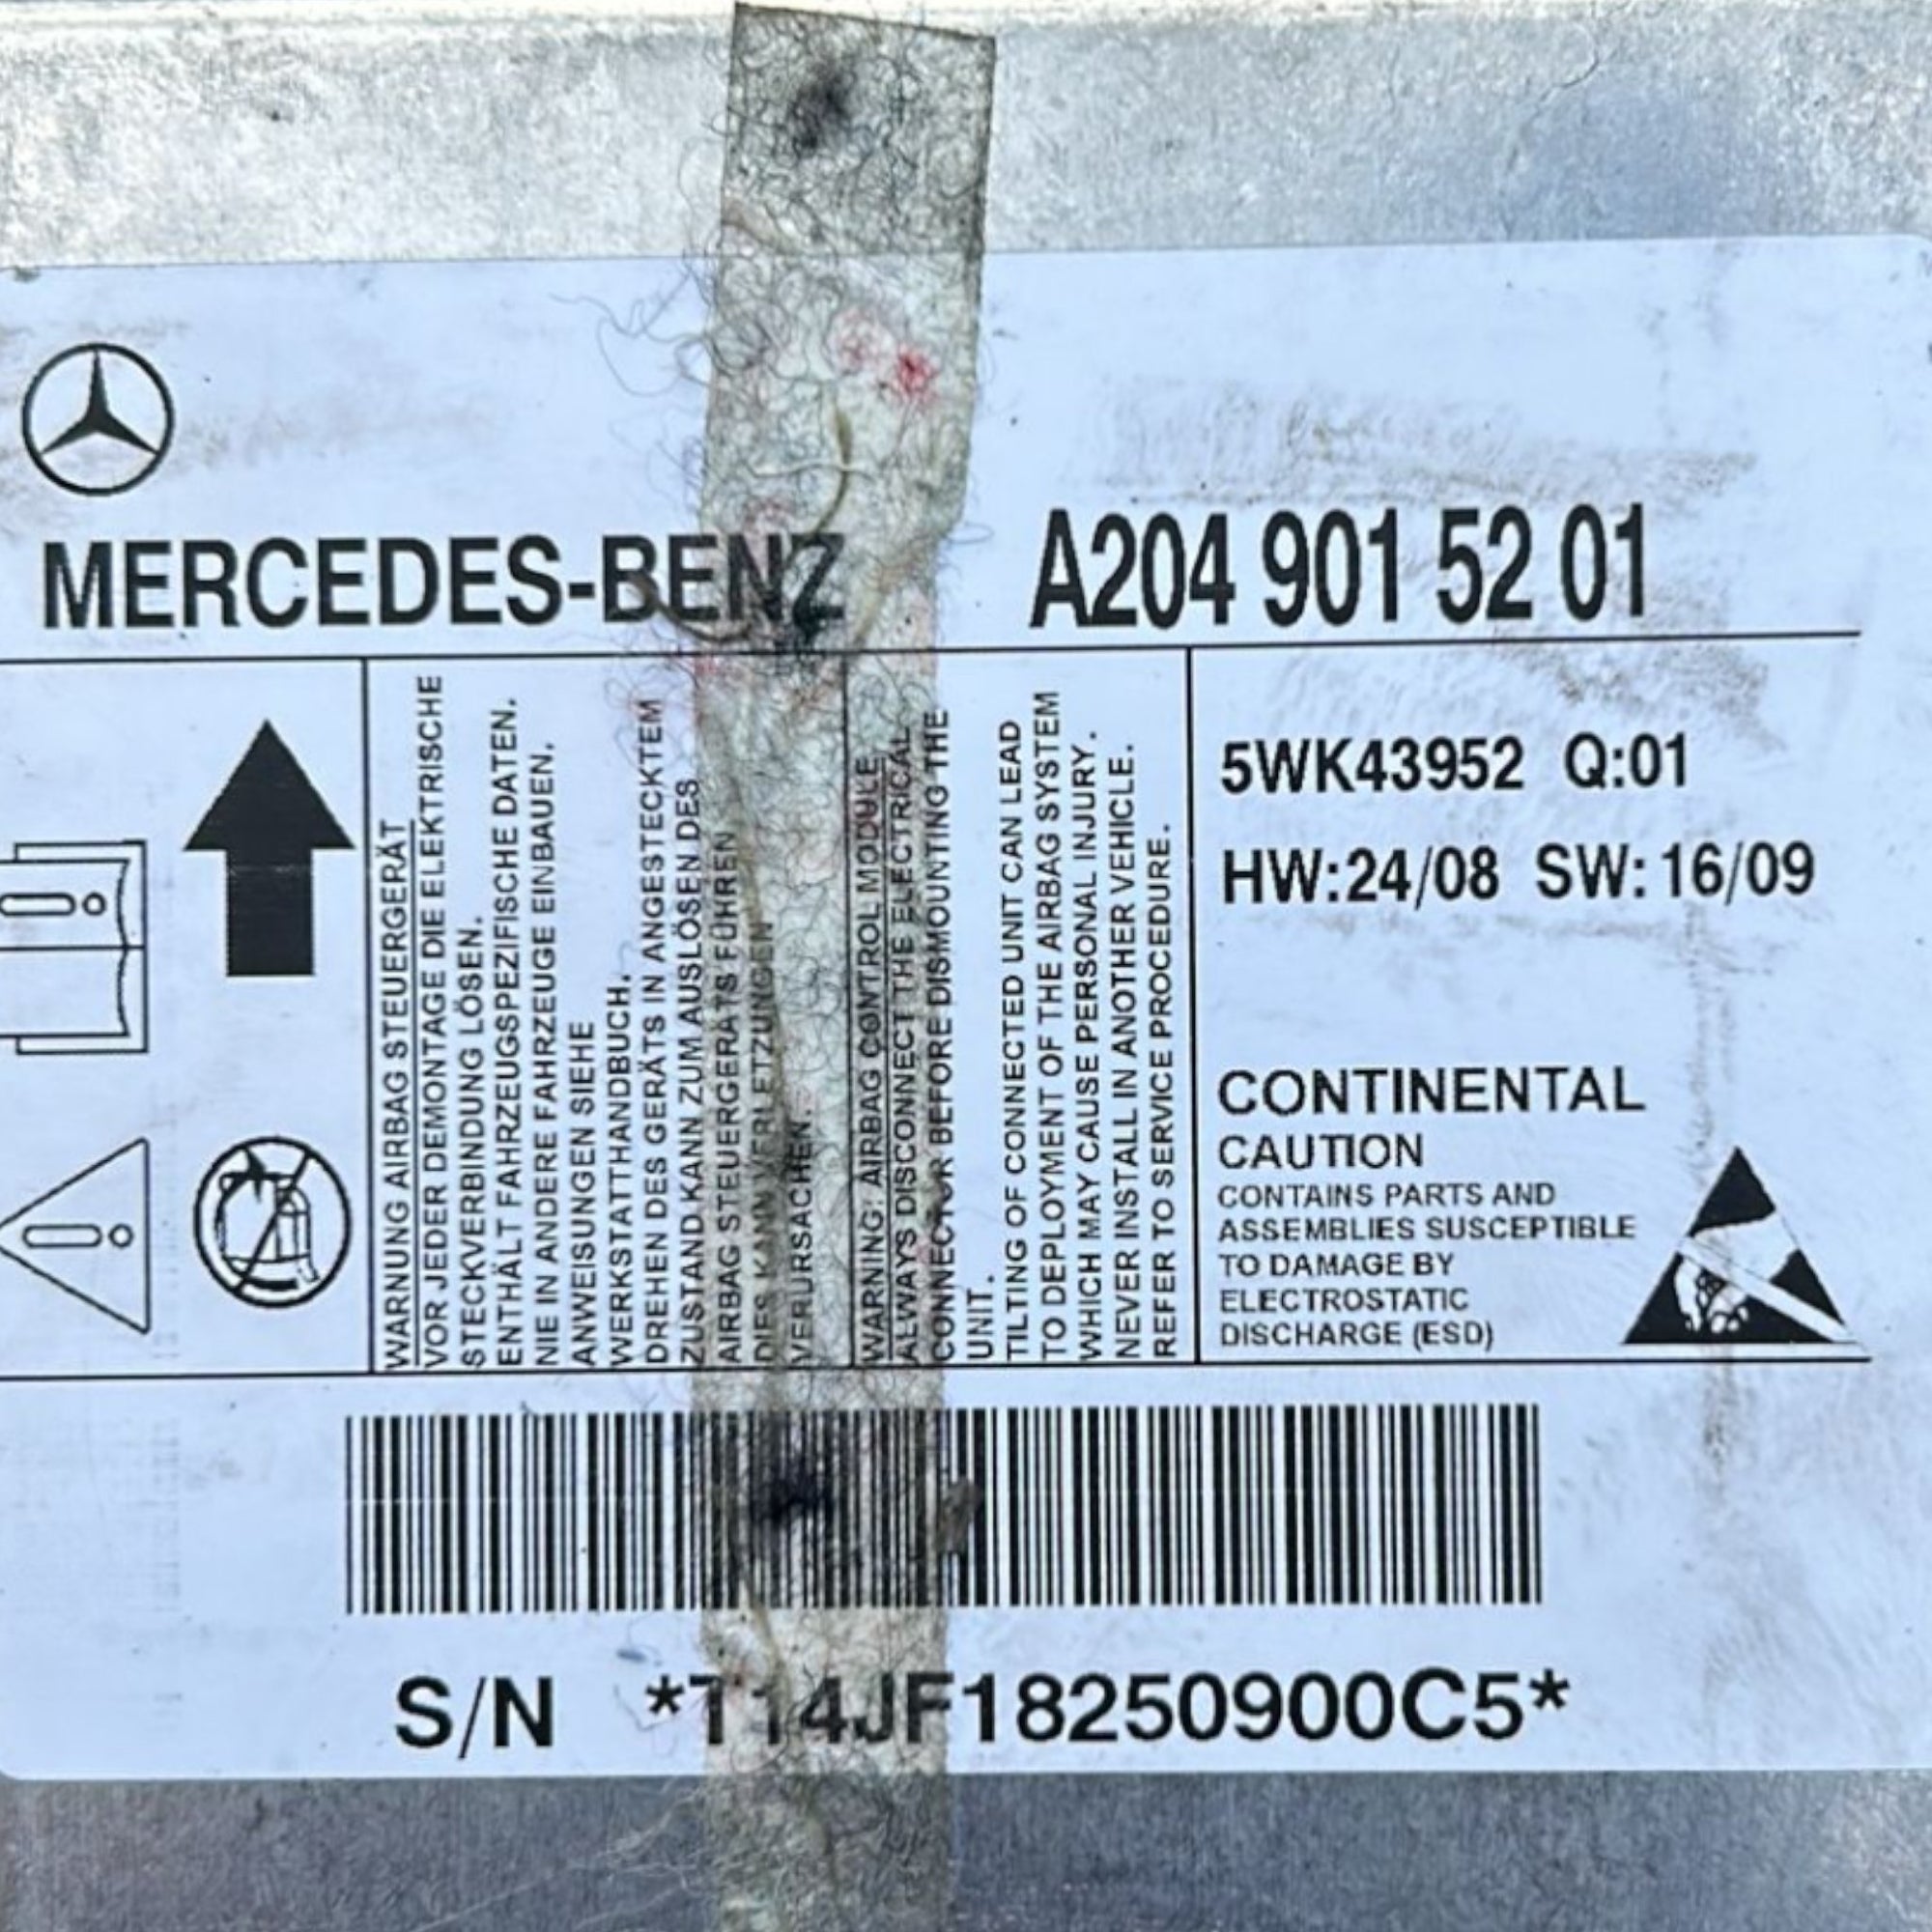 MERCEDES-BENZ
A204 901 52 01
WARNUNG AIRBAG STEUERGERÄT
VOR JEDER DEMONTAGE DIE ELEKTRISCHE
STECKVERBINDUNG LÖSEN.
ENTHÄLT FAHRZEUGSPEZIFISCHE DATEN.
NIE IN ANDERE FAHRZEUGE EINBAUEN.
ANWEISUNGEN SIEHE
WERKSTATTHANDBUCH.
DREHEN DES GERÄTS IN ANGESTECKTEM
ZUSTAND KANN ZUM AUSLÖSEN DES
AIRBAG STEUERGERÄTS FÜHREN
DIES KANN VERLETZUNGEN
VERURSACHEN.
WARNING: AIRBAG CONTROL MODULE
ALWAYS DISCONNECT THE ELECTRICAL
CONNECTOR BEFORE DISMOUNTING THE
UNIT.
TILTING OF CONNECTED UNIT CAN LEAD
TO DEPLOYMENT OF THE AIRBAG SYSTEM
WHICH MAY CAUSE PERSONAL INJURY.
NEVER INSTALL IN ANOTHER VEHICLE.
REFER TO SERVICE PROCEDURE.
5WK43952 Q:01
HW:24/08 SW:16/09
CONTINENTAL
CAUTION
CONTAINS PARTS AND
ASSEMBLIES SUSCEPTIBLE
TO DAMAGE BY
ELECTROSTATIC
DISCHARGE (ESD)
S/N *T14JF18250900C5*